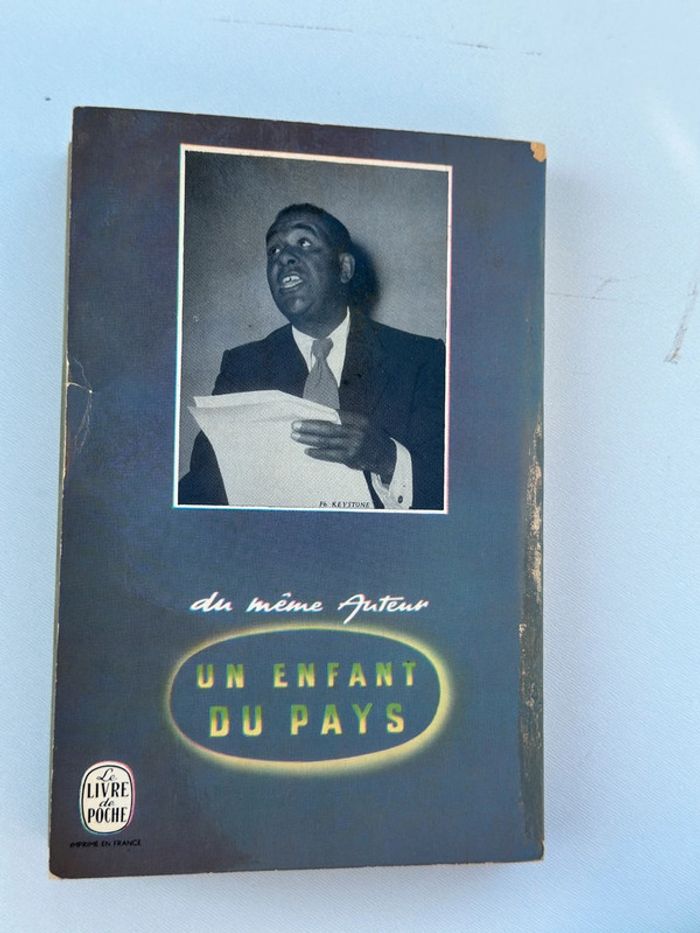 Ph. KEYSTONE
du même Auteur
UN ENFANT
DU PAYS
Le
LIVRE
de
POCHE
IMPRIMÉ EN FRANCE